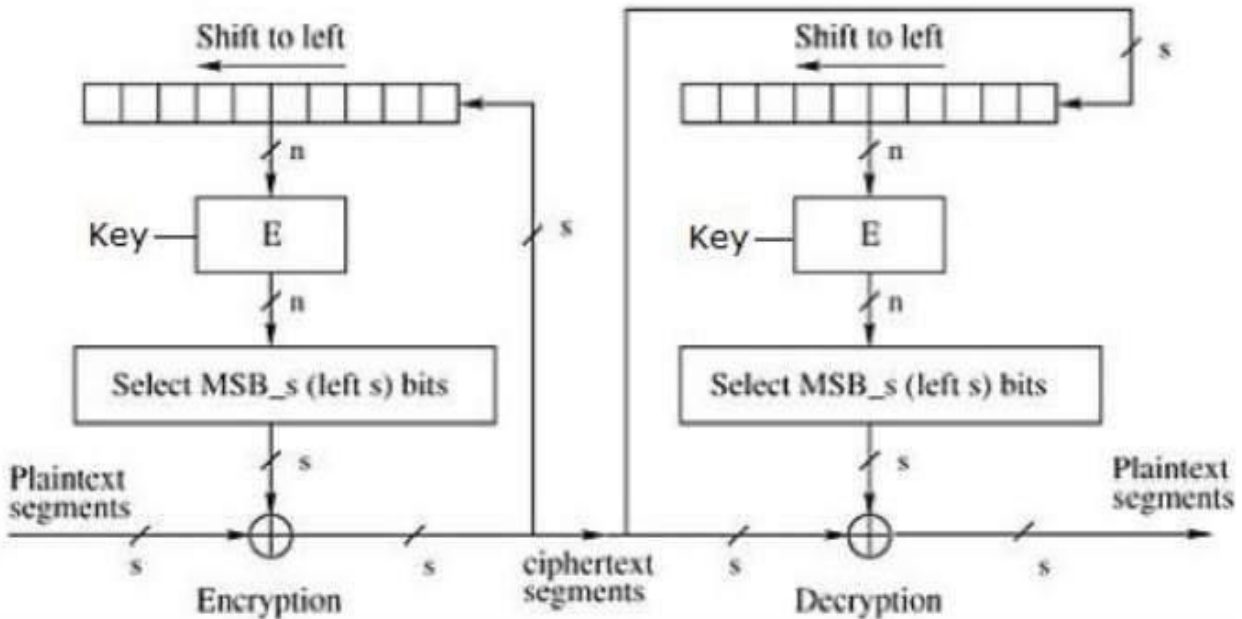 Shift to left
Shift to left
s
n
n
Key
E
s
Key
E
n
n
Select MSB_s (left s) bits
Select MSB_s (left s) bits
s
s
Plaintext
segments
Plaintext
segments
s
s
ciphertext
segments
s
s
Encryption
Decryption